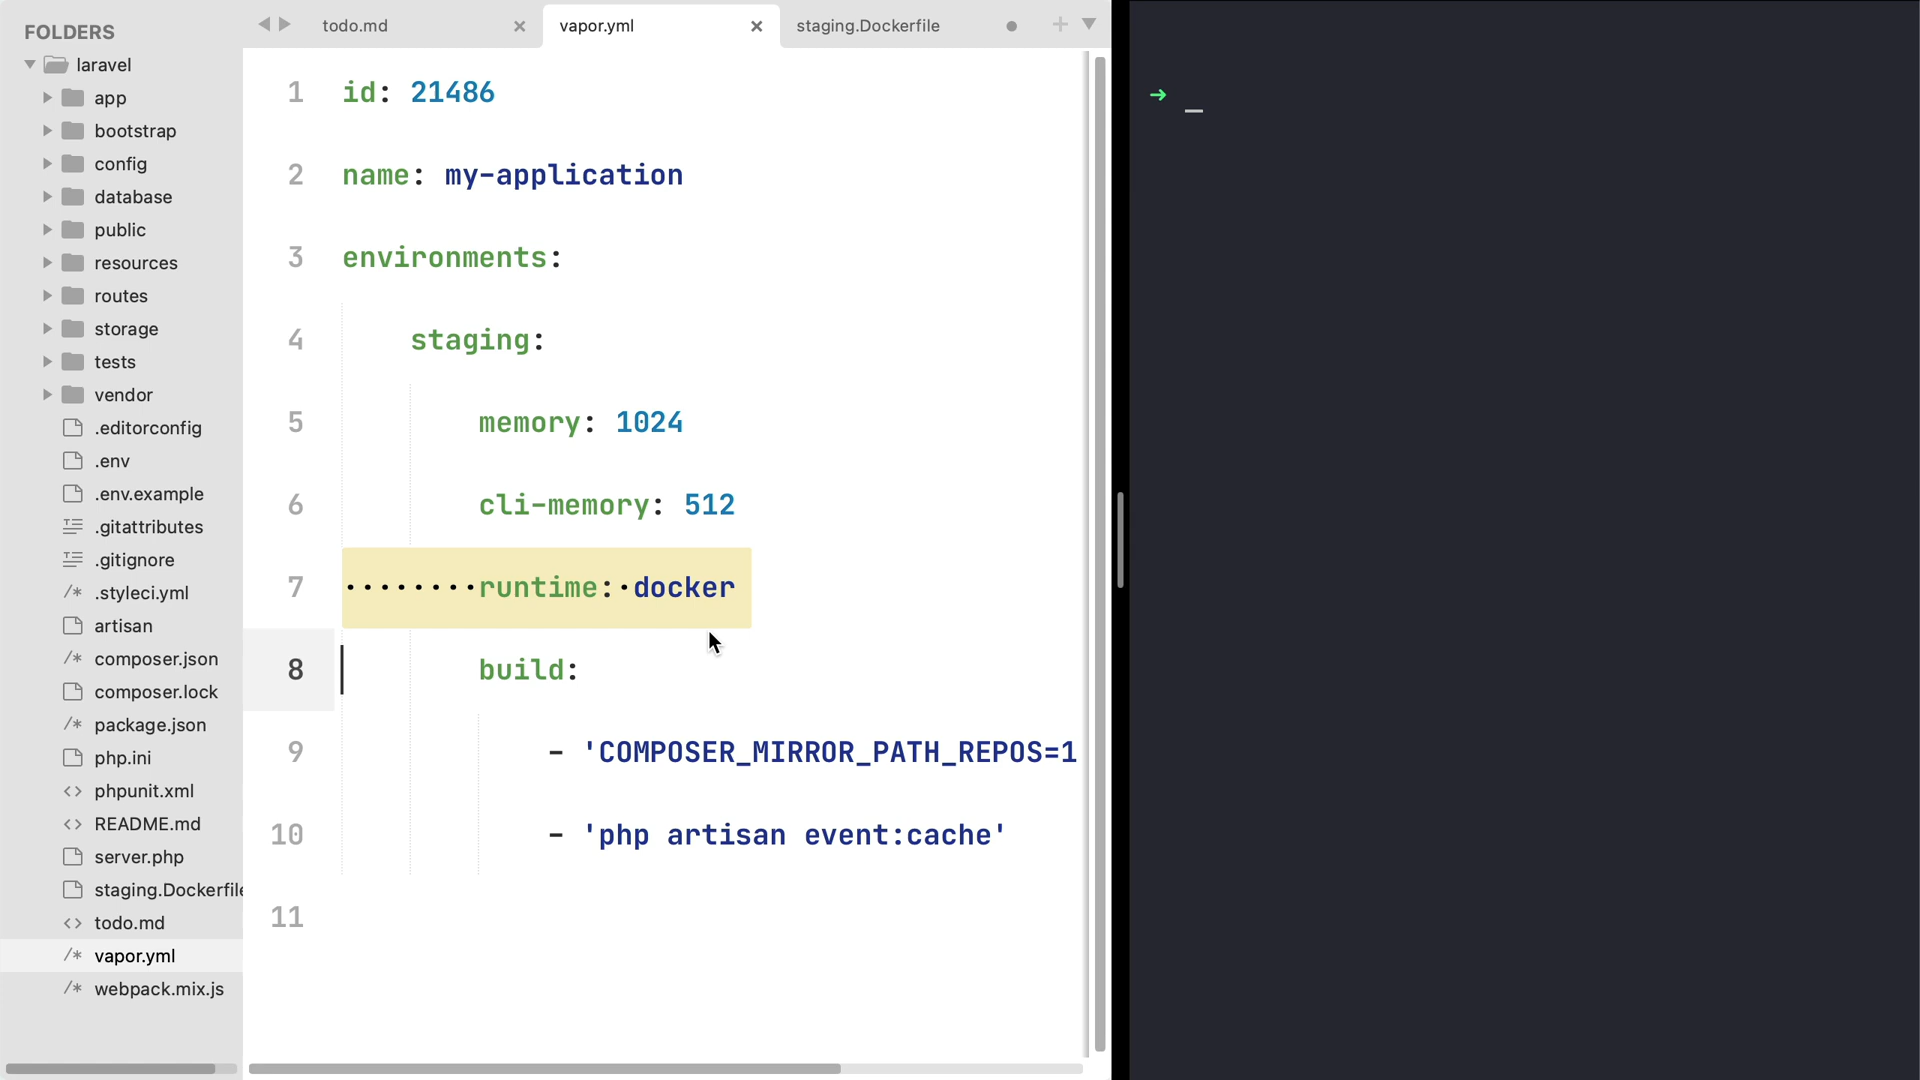 FOLDERS
laravel
app
bootstrap
config
database
public
resources
routes
storage
tests
vendor
.editorconfig
.env
.env.example
.gitattributes
.gitignore
.styleci.yml
artisan
composer.json
composer.lock
package.json
php.ini
phpunit.xml
README.md
server.php
staging.Dockerfile
todo.md
vapor.yml
webpack.mix.js
todo.md
vapor.yml
staging.Dockerfile
1 id: 21486
2 name: my-application
3 environments:
4 staging:
5 memory: 1024
6 cli-memory: 512
7 ········runtime:·docker
8 build:
9 - 'COMPOSER_MIRROR_PATH_REPOS=1
10 - 'php artisan event:cache'
11
➜ _